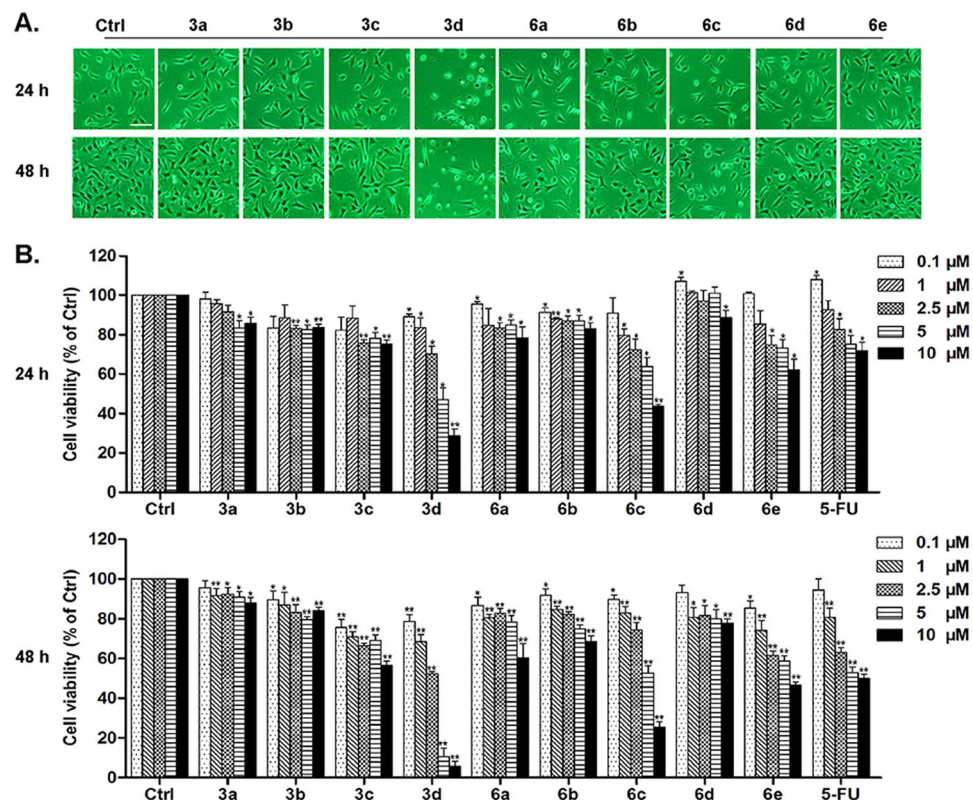 A.
Ctrl 3a 3b 3c 3d 6a 6b 6c 6d 6e
24 h
48 h
B.
Cell viability (% of Ctrl)
120
100
80
60
40
20
0
24 h
* * ** * ** ** * ** * * * * ** * * * * * ** * * * * * * ** * * * * * * * * *
0.1 µM
1 µM
2.5 µM
5 µM
10 µM
Ctrl 3a 3b 3c 3d 6a 6b 6c 6d 6e 5-FU
Cell viability (% of Ctrl)
120
100
80
60
40
20
0
48 h
0.1 µM
1 µM
2.5 µM
5 µM
10 µM
Ctrl 3a 3b 3c 3d 6a 6b 6c 6d 6e 5-FU